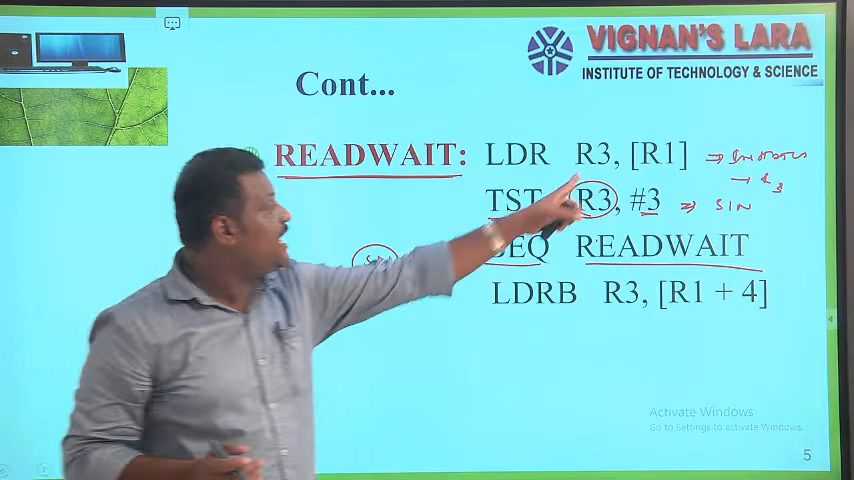 VIGNAN'S LARA
INSTITUTE OF TECHNOLOGY & SCIENCE
Cont...
READWAIT: LDR R3, [R1]
TST R3, #3 ⇒ SIN
BEQ READWAIT
LDRB R3, [R1 + 4]
Activate Windows
Go to Settings to activate Windows.
5